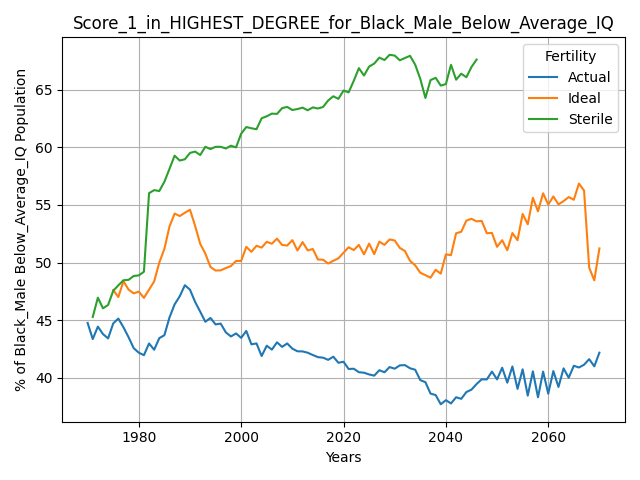 Score_1_in_HIGHEST_DEGREE_for_Black_Male_Below_Average_IQ
% of Black_Male Below_Average_IQ Population
65
60
55
50
45
40
Fertility
Actual
Ideal
Sterile
1980
2000
2020
2040
2060
Years